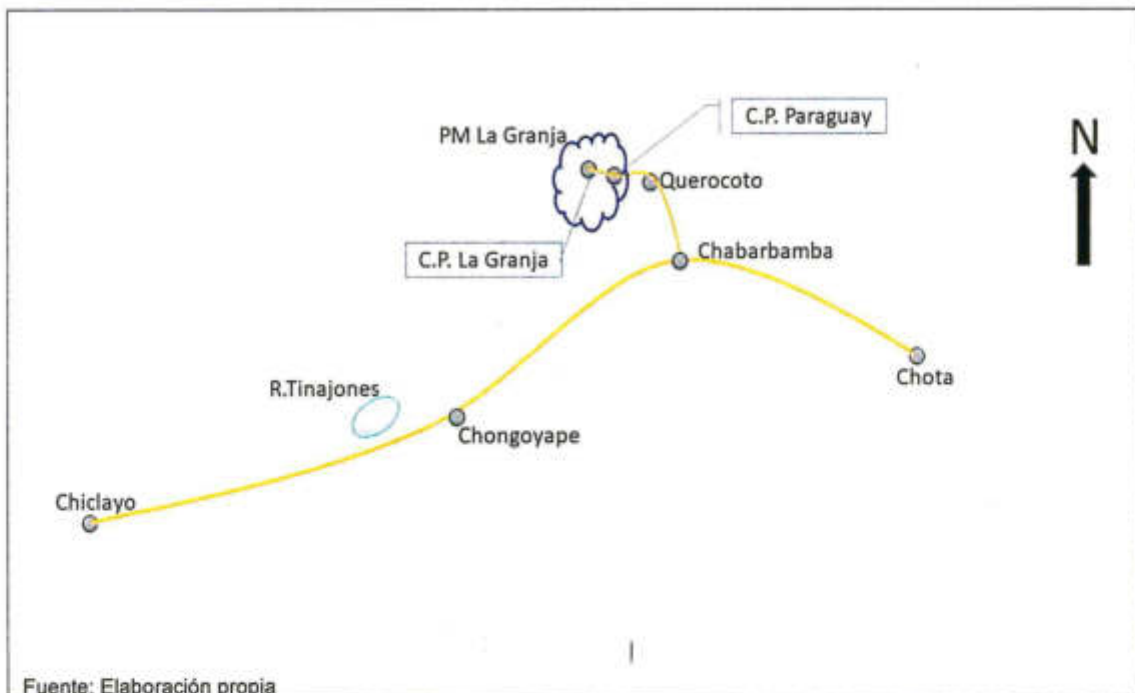 C.P. Paraguay
PM La Granja
N
Querocoto
C.P. La Granja
Chabarbamba
R.Tinajones
Chota
Chongoyape
Chiclayo
Fuente: Elaboración propia